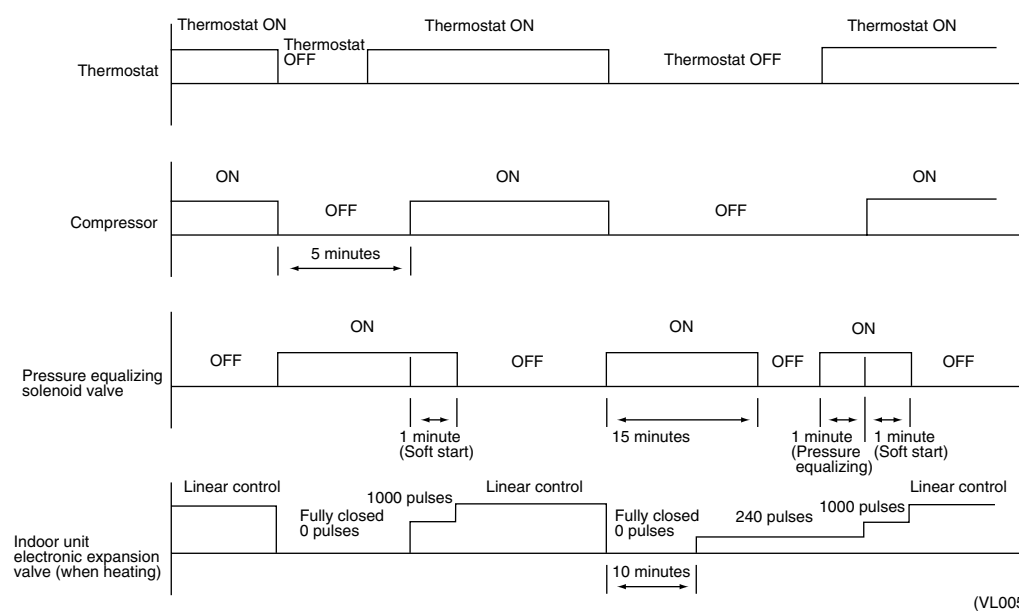 Thermostat ON
Thermostat
OFF
Thermostat ON
Thermostat OFF
Thermostat ON
Thermostat
ON
OFF
ON
OFF
ON
Compressor
5 minutes
OFF
ON
OFF
ON
OFF
ON
OFF
Pressure equalizing
solenoid valve
1 minute
(Soft start)
15 minutes
1 minute
(Pressure
equalizing)
1 minute
(Soft start)
Linear control
Fully closed
0 pulses
1000 pulses
Linear control
Fully closed
0 pulses
240 pulses
1000 pulses
Linear control
Indoor unit
electronic expansion
valve (when heating)
10 minutes
(VL005